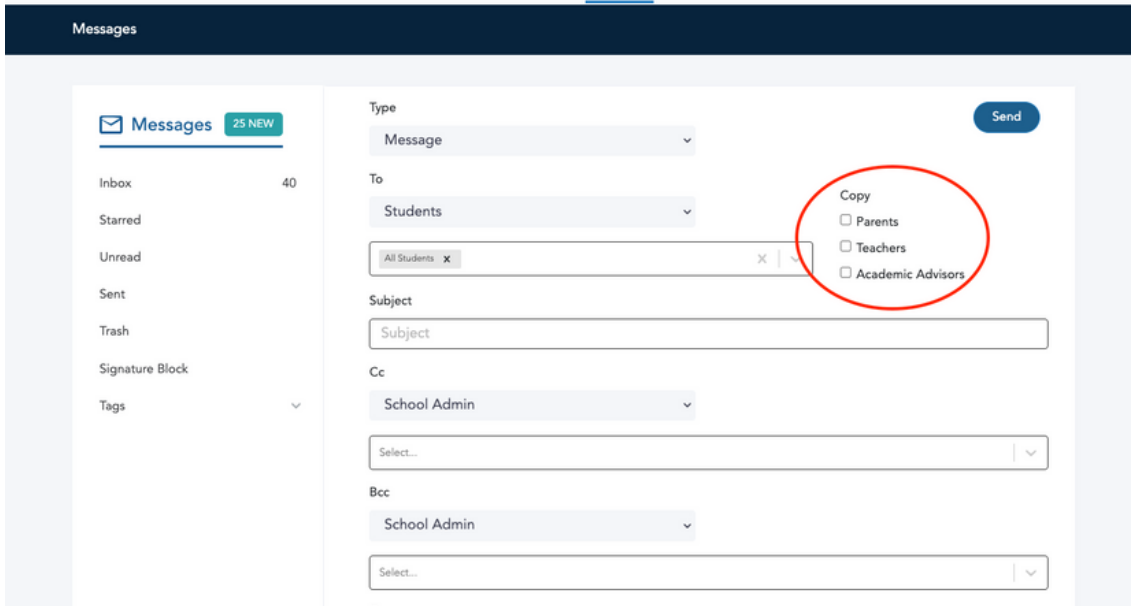 Messages
Messages 25 NEW
Inbox 40
Starred
Unread
Sent
Trash
Signature Block
Tags
Type
Message
Send
To
Students
All Students x
Copy
Parents
Teachers
Academic Advisors
Subject
Subject
Cc
School Admin
Select...
Bcc
School Admin
Select...